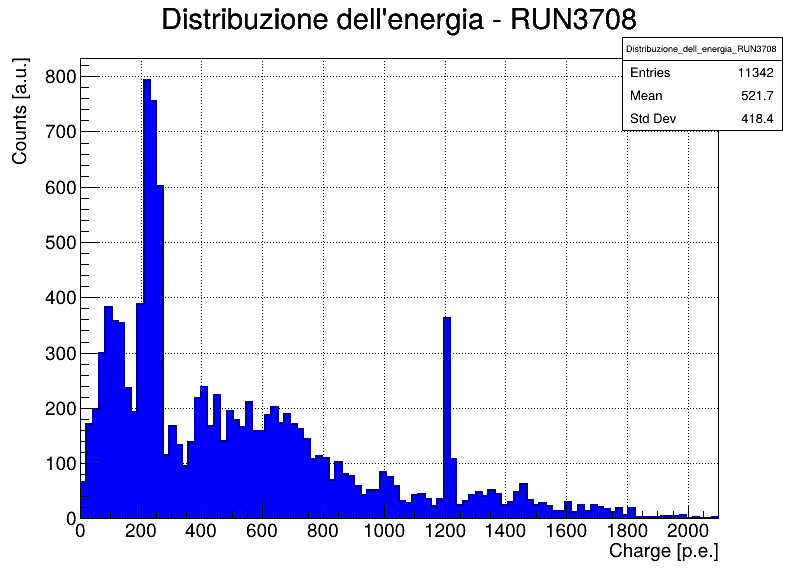 Distribuzione dell'energia - RUN3708
Distribuzione_dell_energia_RUN3708
Entries 11342
Mean 521.7
Std Dev 418.4
Counts [a.u.]
800
700
600
500
400
300
200
100
0
0 200 400 600 800 1000 1200 1400 1600 1800 2000
Charge [p.e.]